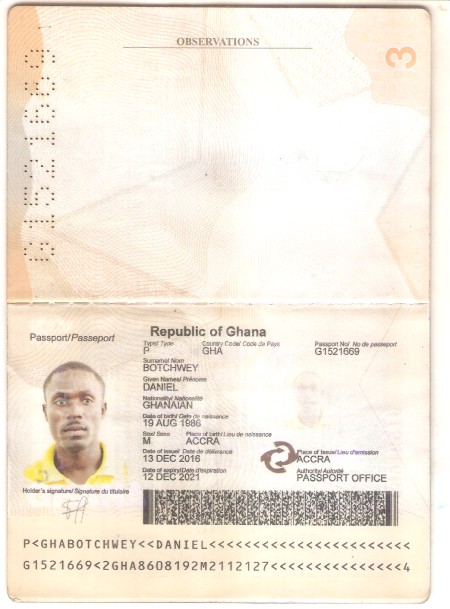 OBSERVATIONS
3
G1521669
Republic of Ghana
Passport/Passeport
Type/ Type Country Code/ Code de Pays Passport No/ No de passeport
P GHA G1521669
Surname/ Nom
BOTCHWEY
Given Names/ Prénoms
DANIEL
Nationality/ Nationalité
GHANAIAN
Date of birth/ Date de naissance
19 AUG 1986
Sex/ Sexe Place of birth/ Lieu de naissance
M ACCRA
Date of issue/ Date de délivrance Place of Issue/ Lieu d'émission
13 DEC 2016 ACCRA
Date of expiry/Date d'expiration Authority/ Autorité
12 DEC 2021 PASSPORT OFFICE
Holder's signature/ Signature du titulaire
P<GHABOTCHWEY<<DANIEL<<<<<<<<<<<<<<<<<<<<<<<
G1521669<2GHA8608192M2112127<<<<<<<<<<<<<<<4